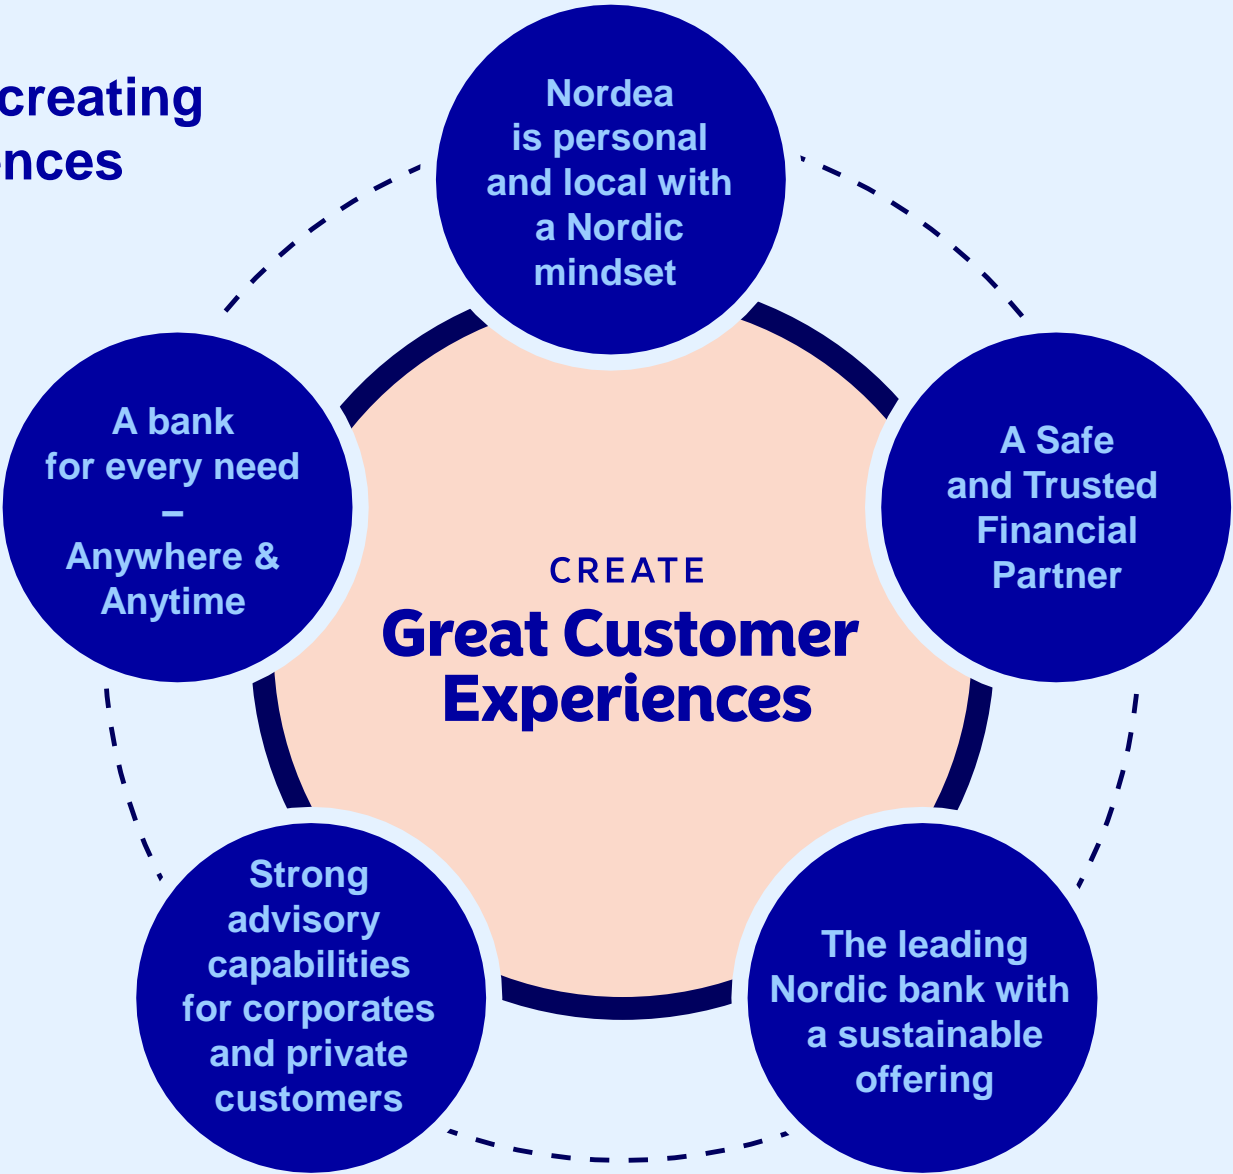 creating
ences
Nordea
is personal
and local with
a Nordic
mindset
A bank
for every need
–
Anywhere &
Anytime
A Safe
and Trusted
Financial
Partner
CREATE
Great Customer
Experiences
Strong
advisory
capabilities
for corporates
and private
customers
The leading
Nordic bank with
a sustainable
offering